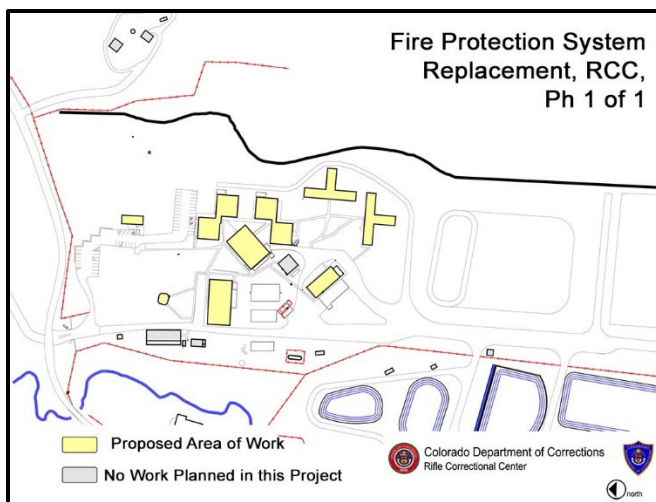 Fire Protection System
Replacement, RCC,
Ph 1 of 1
Proposed Area of Work
No Work Planned in this Project
Colorado Department of Corrections
Rifle Correctional Center
north